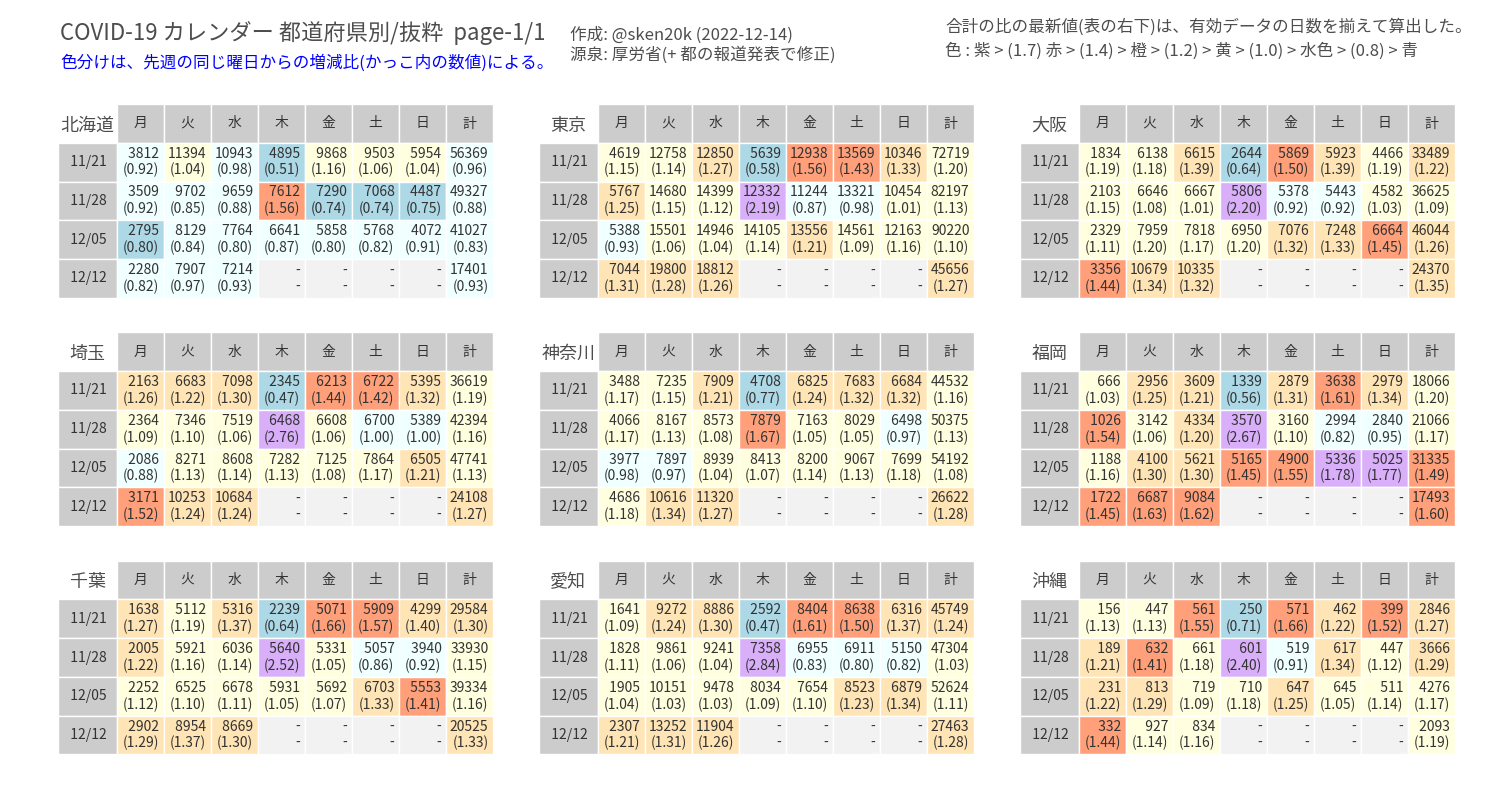 COVID-19 カレンダー 都道府県別/抜粋 page-1/1
色分けは、先週の同じ曜日からの増減比(かっこ内の数値)による。
作成: @sken20k (2022-12-14)
源泉: 厚労省(+ 都の報道発表で修正)
合計の比の最新値(表の右下)は、有効データの日数を揃えて算出した。
色 : 紫 > (1.7) 赤 > (1.4) > 橙 > (1.2) > 黄 > (1.0) > 水色 > (0.8) > 青
北海道 月 火 水 木 金 土 日 計
11/21 3812 11394 10943 4895 9868 9503 5954 56369
(0.92) (1.04) (0.98) (0.51) (1.16) (1.06) (1.04) (0.96)
11/28 3509 9702 9659 7612 7290 7068 4487 49327
(0.92) (0.85) (0.88) (1.56) (0.74) (0.74) (0.75) (0.88)
12/05 2795 8129 7764 6641 5858 5768 4072 41027
(0.80) (0.84) (0.80) (0.87) (0.80) (0.82) (0.91) (0.83)
12/12 2280 7907 7214 - - - - 17401
(0.82) (0.97) (0.93) - - - - (0.93)
東京 月 火 水 木 金 土 日 計
11/21 4619 12758 12850 5639 12938 13569 10346 72719
(1.15) (1.14) (1.27) (0.58) (1.56) (1.43) (1.33) (1.20)
11/28 5767 14680 14399 12332 11244 13321 10454 82197
(1.25) (1.15) (1.12) (2.19) (0.87) (0.98) (1.01) (1.13)
12/05 5388 15501 14946 14105 13556 14561 12163 90220
(0.93) (1.06) (1.04) (1.14) (1.21) (1.09) (1.16) (1.10)
12/12 7044 19800 18812 - - - - 45656
(1.31) (1.28) (1.26) - - - - (1.27)
大阪 月 火 水 木 金 土 日 計
11/21 1834 6138 6615 2644 5869 5923 4466 33489
(1.19) (1.18) (1.39) (0.64) (1.50) (1.39) (1.39) (1.22)
11/28 2103 6646 6667 5806 5378 5443 4582 36625
(1.15) (1.08) (1.01) (2.20) (0.92) (0.92) (1.03) (1.09)
12/05 2329 7959 7818 6950 7076 7248 6664 46044
(1.11) (1.20) (1.17) (1.20) (1.32) (1.33) (1.45) (1.26)
12/12 3356 10679 10335 - - - - 24370
(1.44) (1.34) (1.32) - - - - (1.35)
埼玉 月 火 水 木 金 土 日 計
11/21 2163 6683 7098 2345 6213 6722 5395 36619
(1.26) (1.22) (1.30) (0.47) (1.44) (1.42) (1.32) (1.19)
11/28 2364 7346 7519 6468 6608 6700 5389 42394
(1.09) (1.10) (1.06) (2.76) (1.06) (1.00) (1.00) (1.16)
12/05 2086 8271 8608 7282 7125 7864 6505 47741
(0.88) (1.13) (1.14) (1.13) (1.08) (1.17) (1.21) (1.13)
12/12 3171 10253 10684 - - - - 24108
(1.52) (1.24) (1.24) - - - - (1.27)
神奈川 月 火 水 木 金 土 日 計
11/21 3488 7235 7909 4708 6825 7683 6684 44532
(1.17) (1.15) (1.21) (0.77) (1.24) (1.32) (1.32) (1.16)
11/28 4066 8167 8573 7879 7163 8029 6498 50375
(1.17) (1.13) (1.08) (1.67) (1.05) (1.05) (0.97) (1.13)
12/05 3977 7897 8939 8413 8200 9067 7699 54192
(0.98) (0.97) (1.04) (1.07) (1.14) (1.13) (1.18) (1.08)
12/12 4686 10616 11320 - - - - 26622
(1.18) (1.34) (1.27) - - - - (1.28)
福岡 月 火 水 木 金 土 日 計
11/21 666 2956 3609 1339 2879 3638 2979 18066
(1.03) (1.25) (1.21) (0.56) (1.31) (1.61) (1.34) (1.20)
11/28 1026 3142 4334 3570 3160 2994 2840 21066
(1.54) (1.06) (1.20) (2.67) (1.10) (0.82) (0.95) (1.17)
12/05 1188 4100 5621 5165 4900 5336 5025 31335
(1.16) (1.30) (1.30) (1.45) (1.55) (1.78) (1.77) (1.49)
12/12 1722 6687 9084 - - - - 17493
(1.45) (1.63) (1.62) - - - - (1.60)
千葉 月 火 水 木 金 土 日 計
11/21 1638 5112 5316 2239 5071 5909 4299 29584
(1.27) (1.19) (1.37) (0.64) (1.66) (1.57) (1.40) (1.30)
11/28 2005 5921 6036 5640 5331 5057 3940 33930
(1.22) (1.16) (1.14) (2.52) (1.05) (0.86) (0.92) (1.15)
12/05 2252 6525 6678 5931 5692 6703 5553 39334
(1.12) (1.10) (1.11) (1.05) (1.07) (1.33) (1.41) (1.16)
12/12 2902 8954 8669 - - - - 20525
(1.29) (1.37) (1.30) - - - - (1.33)
愛知 月 火 水 木 金 土 日 計
11/21 1641 9272 8886 2592 8404 8638 6316 45749
(1.09) (1.24) (1.30) (0.47) (1.61) (1.50) (1.37) (1.24)
11/28 1828 9861 9241 7358 6955 6911 5150 47304
(1.11) (1.06) (1.04) (2.84) (0.83) (0.80) (0.82) (1.03)
12/05 1905 10151 9478 8034 7654 8523 6879 52624
(1.04) (1.03) (1.03) (1.09) (1.10) (1.23) (1.34) (1.11)
12/12 2307 13252 11904 - - - - 27463
(1.21) (1.31) (1.26) - - - - (1.28)
沖縄 月 火 水 木 金 土 日 計
11/21 156 447 561 250 571 462 399 2846
(1.13) (1.13) (1.55) (0.71) (1.66) (1.22) (1.52) (1.27)
11/28 189 632 661 601 519 617 447 3666
(1.21) (1.41) (1.18) (2.40) (0.91) (1.34) (1.12) (1.29)
12/05 231 813 719 710 647 645 511 4276
(1.22) (1.29) (1.09) (1.18) (1.25) (1.05) (1.14) (1.17)
12/12 332 927 834 - - - - 2093
(1.44) (1.14) (1.16) - - - - (1.19)